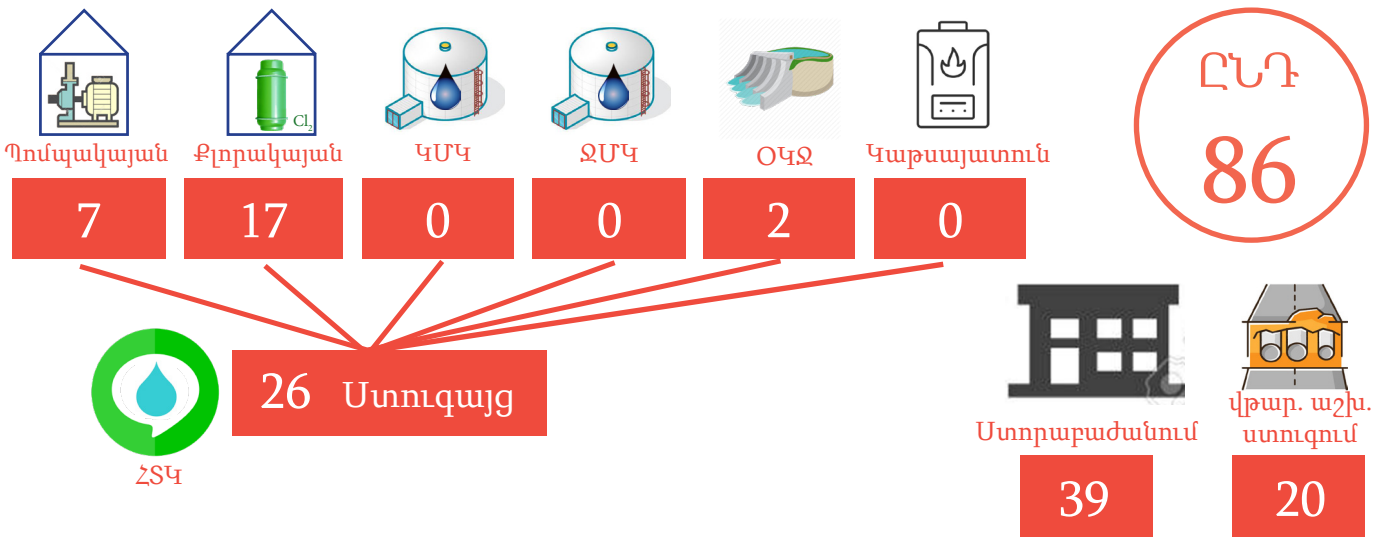 ԸՆԴ
86
Cl₂
Պոմպակայան
Քլորակայան
ԿՄԿ
ՋՄԿ
ՕԿՋ
Կաթսայատուն
7
17
0
0
2
0
26 Ստուգայց
ՀՏԿ
Ստորաբաժանում
39
վթար. աշխ.
ստուգում
20